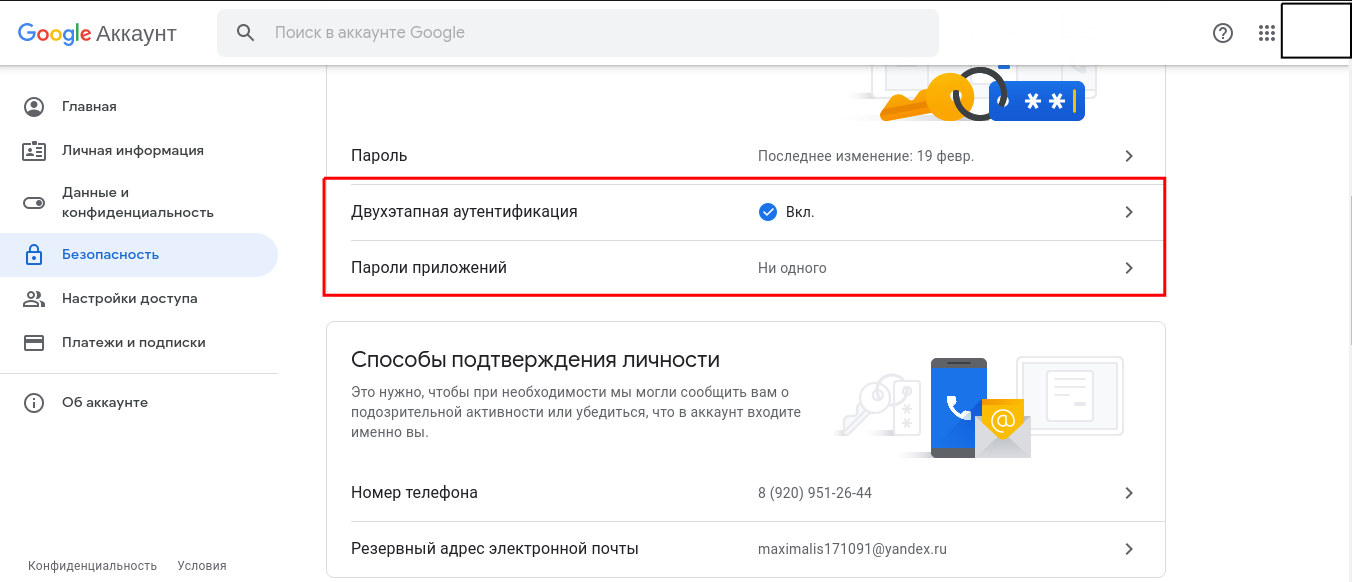 Google Аккаунт
Поиск в аккаунте Google
Главная
Личная информация
Данные и
конфиденциальность
Безопасность
Настройки доступа
Платежи и подписки
Об аккаунте
Конфиденциальность Условия
Пароль Последнее изменение: 19 февр.
Двухэтапная аутентификация Вкл.
Пароли приложений Ни одного
Способы подтверждения личности
Это нужно, чтобы при необходимости мы могли сообщить вам о
подозрительной активности или убедиться, что в аккаунт входите
именно вы.
Номер телефона 8 (920) 951-26-44
Резервный адрес электронной почты maximalis171091@yandex.ru